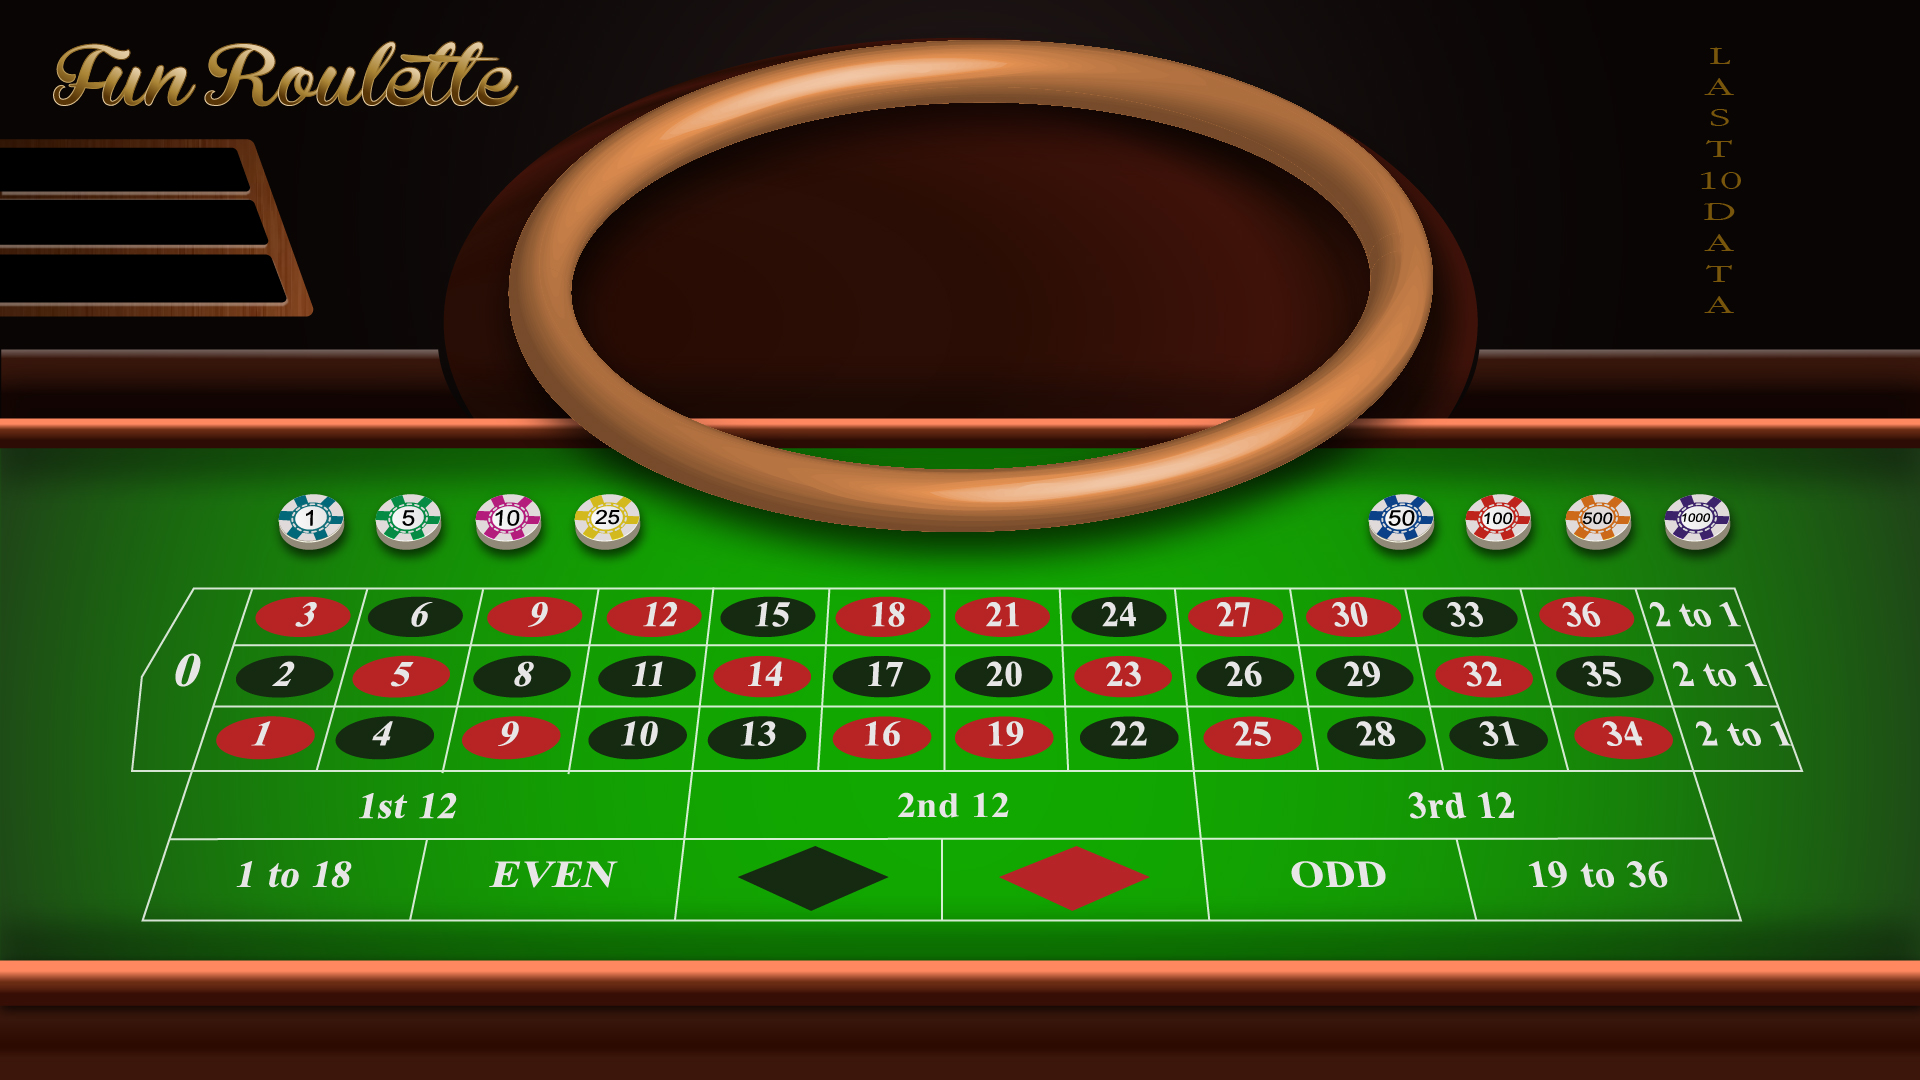 Fun Roulette
L
A
S
T
10
D
A
T
A
1 5 10 25 50 100 500 1000
3 6 9 12 15 18 21 24 27 30 33 36 2 to 1
0 2 5 8 11 14 17 20 23 26 29 32 35 2 to 1
1 4 9 10 13 16 19 22 25 28 31 34 2 to 1
1st 12 2nd 12 3rd 12
1 to 18 EVEN ODD 19 to 36